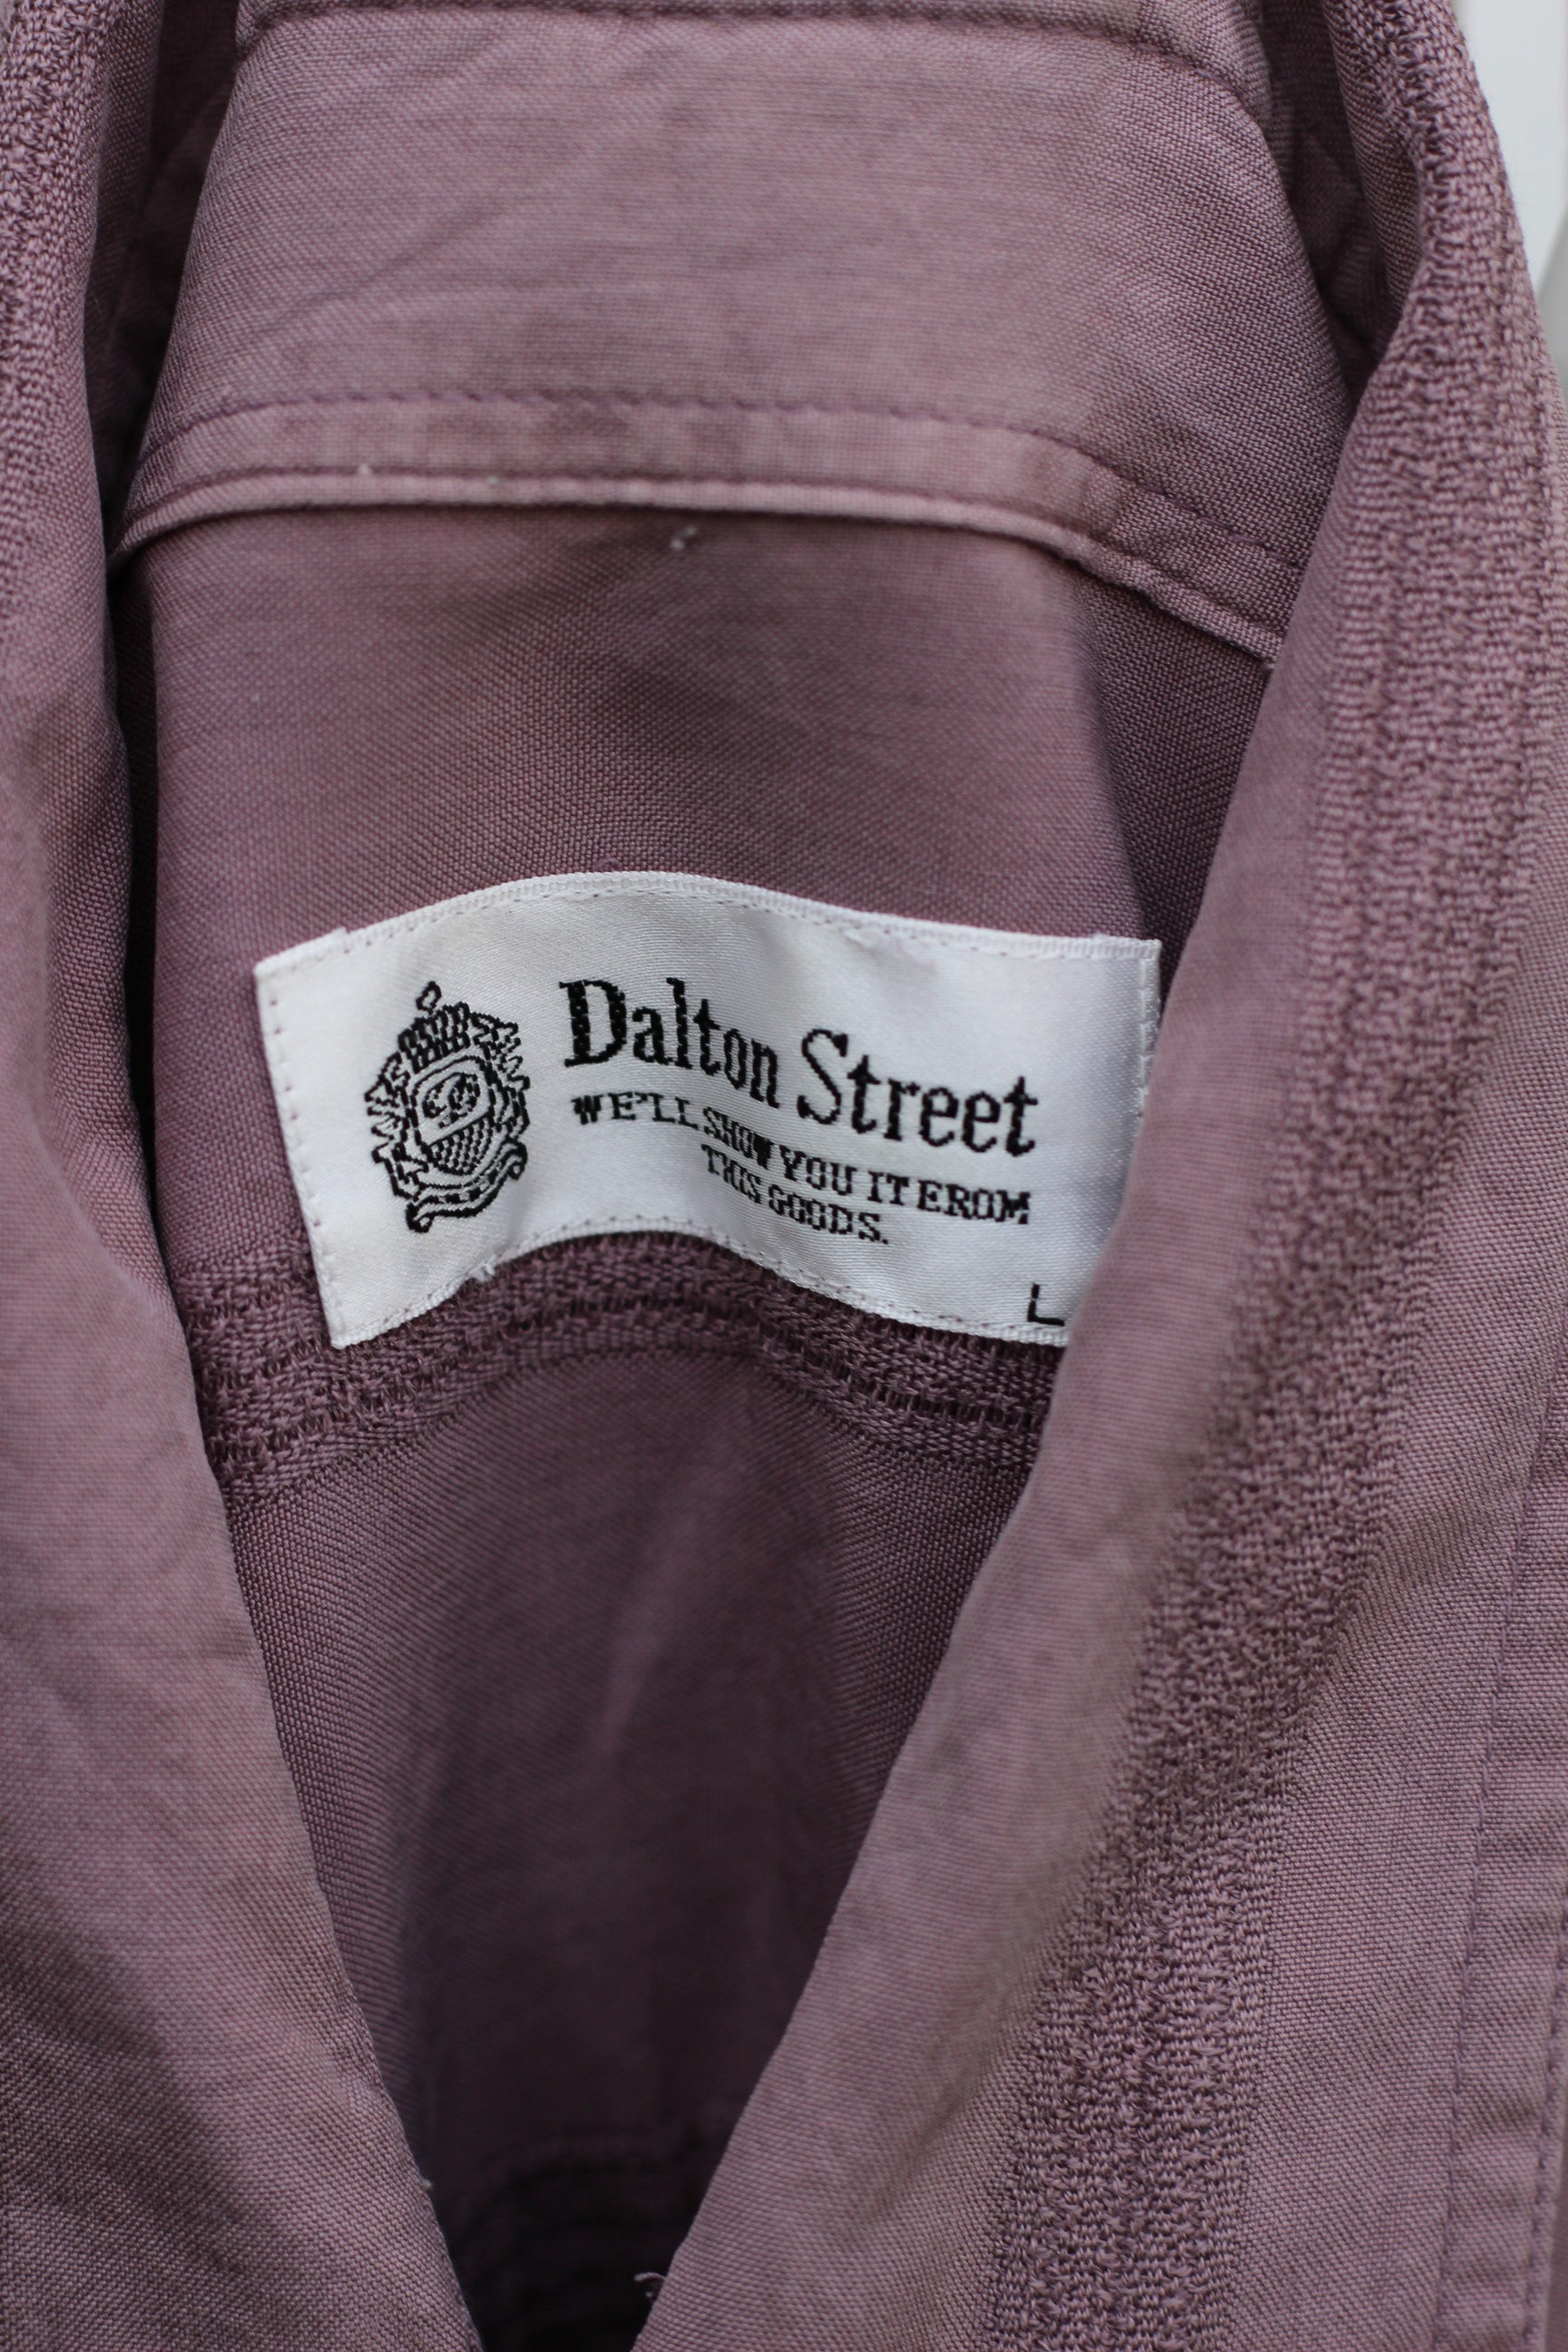 Dalton Street
WE'LL SHOW YOU IT EROM
THIS GOODS.
L